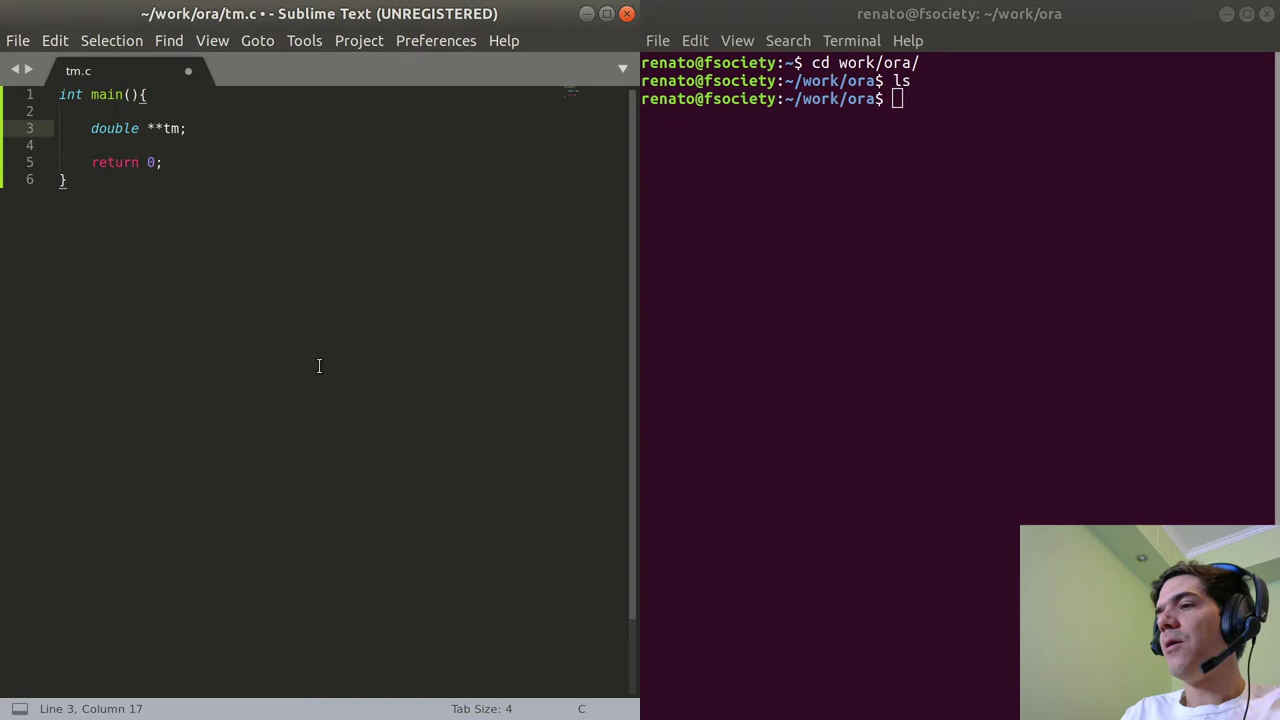 ~/work/ora/tm.c • - Sublime Text (UNREGISTERED)
File Edit Selection Find View Goto Tools Project Preferences Help
tm.c
1 int main(){
2
3 double **tm;
4
5 return 0;
6 }
Line 3, Column 17 Tab Size: 4 C
renato@fsociety: ~/work/ora
File Edit View Search Terminal Help
renato@fsociety:~$ cd work/ora/
renato@fsociety:~/work/ora$ ls
renato@fsociety:~/work/ora$